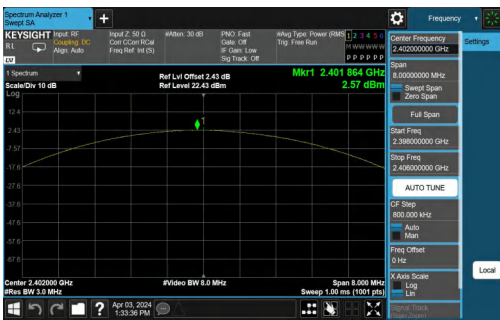 Spectrum Analyzer 1
Swept SA
+
Frequency
KEYSIGHT
RL
LV
Input: RF
Coupling: DC
Align: Auto
Input Z: 50 Ω
Corr CCorr RCal
Freq Ref: Int (S)
#Atten: 30 dB
PNO: Fast
Gate: Off
IF Gain: Low
Sig Track: Off
#Avg Type: Power (RMS
Trig: Free Run
1 2 3 4 5 6
M W W W W W
P P P P P P
1 Spectrum
Scale/Div 10 dB
Log
Ref Lvl Offset 2.43 dB
Ref Level 22.43 dBm
Mkr1 2.401 864 GHz
2.57 dBm
1
12.4
2.43
-7.57
-17.6
-27.6
-37.6
-47.6
-57.6
-67.6
Center 2.402000 GHz
#Res BW 3.0 MHz
#Video BW 8.0 MHz
Span 8.000 MHz
Sweep 1.00 ms (1001 pts)
Center Frequency
2.402000000 GHz
Settings
Span
8.00000000 MHz
Swept Span
Zero Span
Full Span
Start Freq
2.398000000 GHz
Stop Freq
2.406000000 GHz
AUTO TUNE
CF Step
800.000 kHz
Auto
Man
Freq Offset
0 Hz
X Axis Scale
Log
Lin
Local
Signal Track
?
Apr 03, 2024
1:33:36 PM